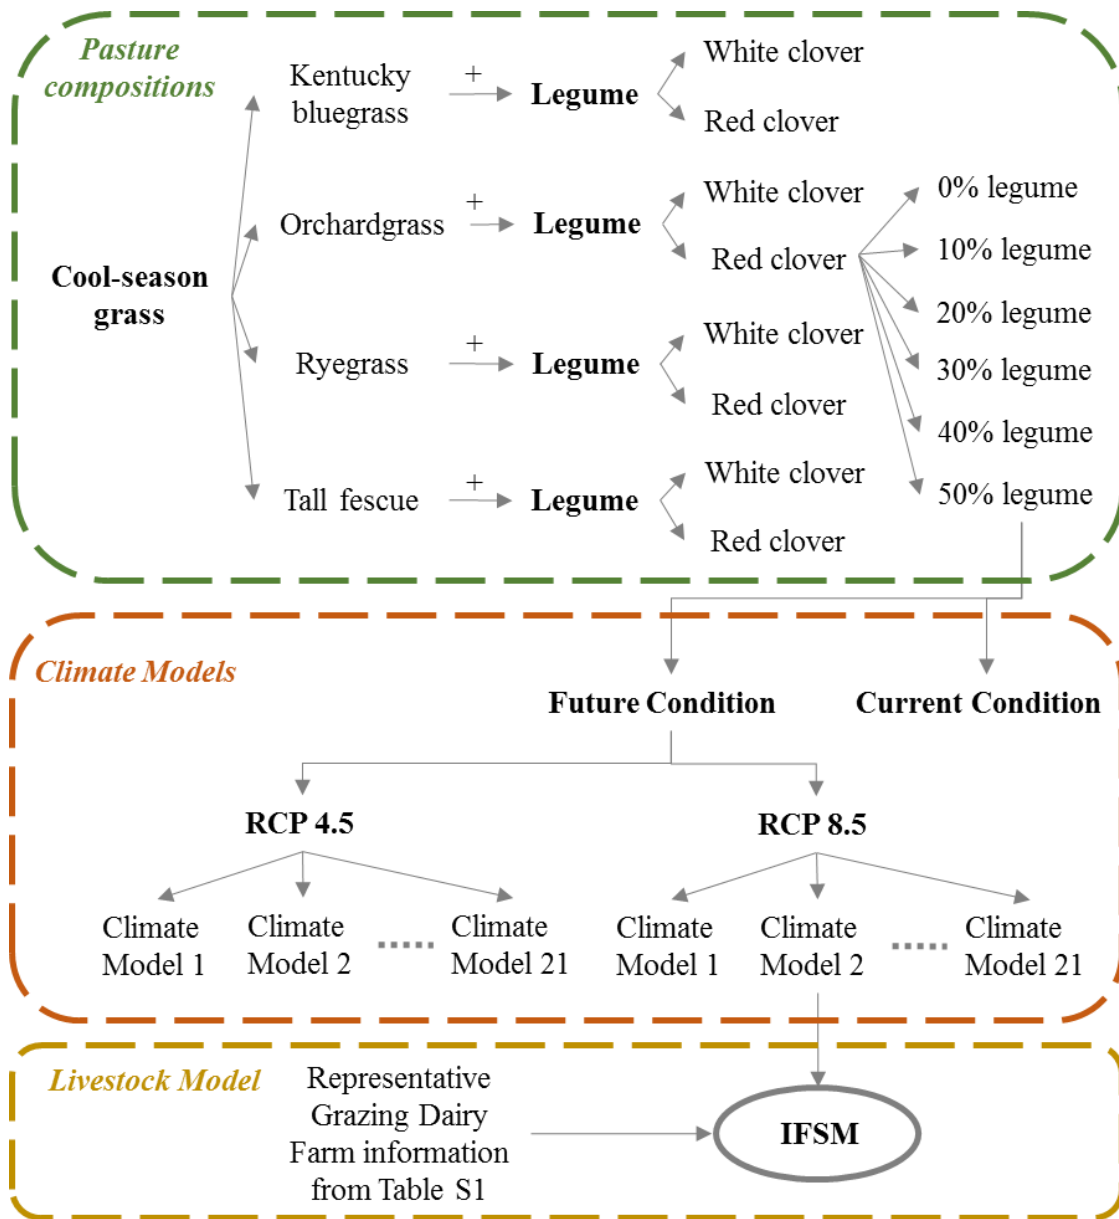 Pasture
compositions
Kentucky
bluegrass
+
Legume
White clover
Red clover
Orchardgrass
+
Legume
White clover
Red clover
0% legume
10% legume
20% legume
30% legume
40% legume
50% legume
Cool-season
grass
Ryegrass
+
Legume
White clover
Red clover
Tall fescue
+
Legume
White clover
Red clover
Climate Models
Future Condition
Current Condition
RCP 4.5
RCP 8.5
Climate
Model 1
Climate
Model 2
Climate
Model 21
Climate
Model 1
Climate
Model 2
Climate
Model 21
Livestock Model
Representative
Grazing Dairy
Farm information
from Table S1
IFSM